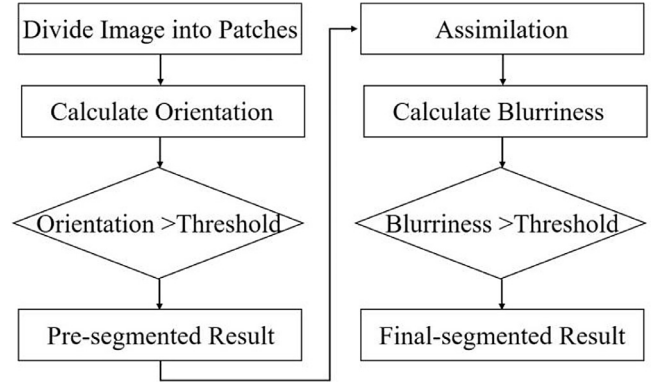 Divide Image into Patches
Calculate Orientation
Orientation >Threshold
Pre-segmented Result
Assimilation
Calculate Blurriness
Blurriness >Threshold
Final-segmented Result